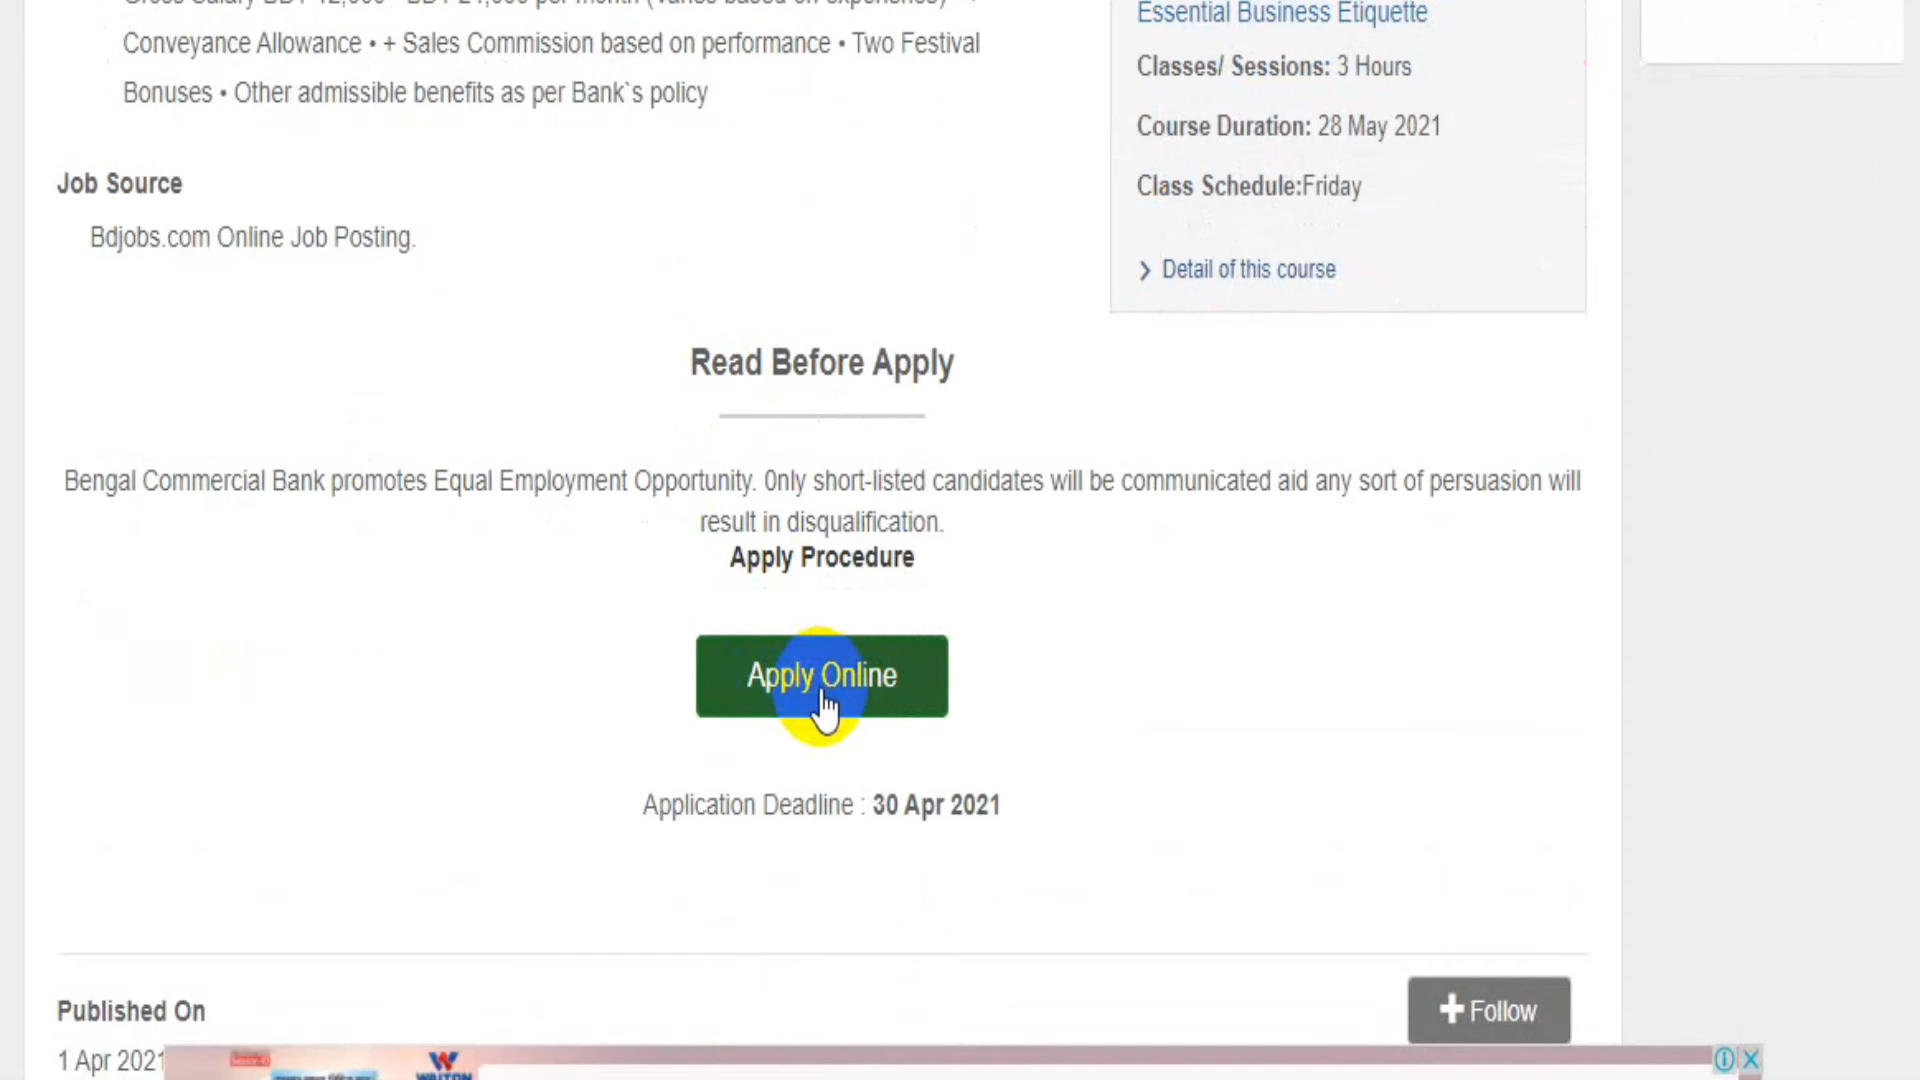 Conveyance Allowance • + Sales Commission based on performance • Two Festival
Bonuses • Other admissible benefits as per Bank`s policy
Job Source
Bdjobs.com Online Job Posting.
Essential Business Etiquette
Classes/ Sessions: 3 Hours
Course Duration: 28 May 2021
Class Schedule:Friday
Detail of this course
Read Before Apply
Bengal Commercial Bank promotes Equal Employment Opportunity. 0nly short-listed candidates will be communicated aid any sort of persuasion will
result in disqualification.
Apply Procedure
Apply Online
Application Deadline : 30 Apr 2021
Published On
Follow
1 Apr 2021
WALTON